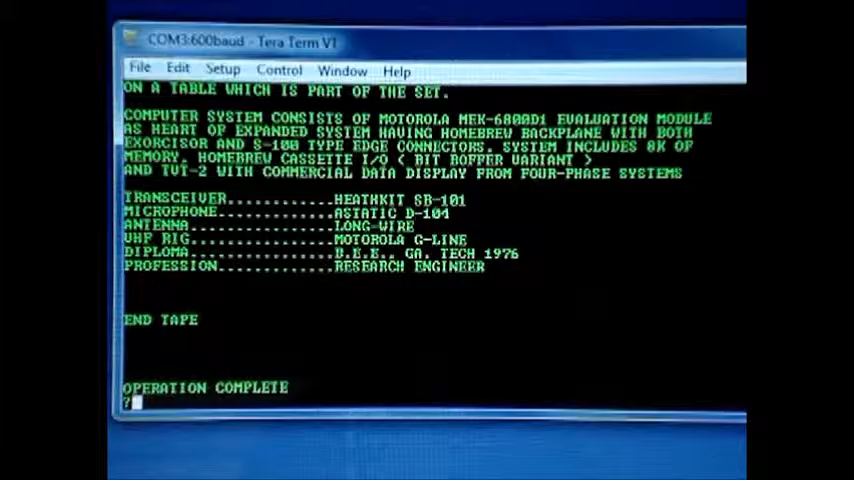 COM3:600baud - Tera Term VT
File Edit Setup Control Window Help
ON A TABLE WHICH IS PART OF THE SET.
COMPUTER SYSTEM CONSISTS OF MOTOROLA MEK-6800D1 EVALUATION MODULE
AS HEART OF EXPANDED SYSTEM HAVING HOMEBREW BACKPLANE WITH BOTH
EXORCISOR AND S-100 TYPE EDGE CONNECTORS. SYSTEM INCLUDES 8K OF
MEMORY. HOMEBREW CASSETTE I/O < BIT BOFFER VARIANT >
AND TVT-2 WITH COMMERCIAL DATA DISPLAY FROM FOUR-PHASE SYSTEMS
TRANSCEIVER.............HEATHKIT SB-101
MICROPHONE..............ASTATIC D-104
ANTENNA.................LONG-WIRE
UHF RIG.................MOTOROLA G-LINE
DIPLOMA.................B.E.E., GA. TECH 1976
PROFESSION..............RESEARCH ENGINEER
END TAPE
OPERATION COMPLETE
?